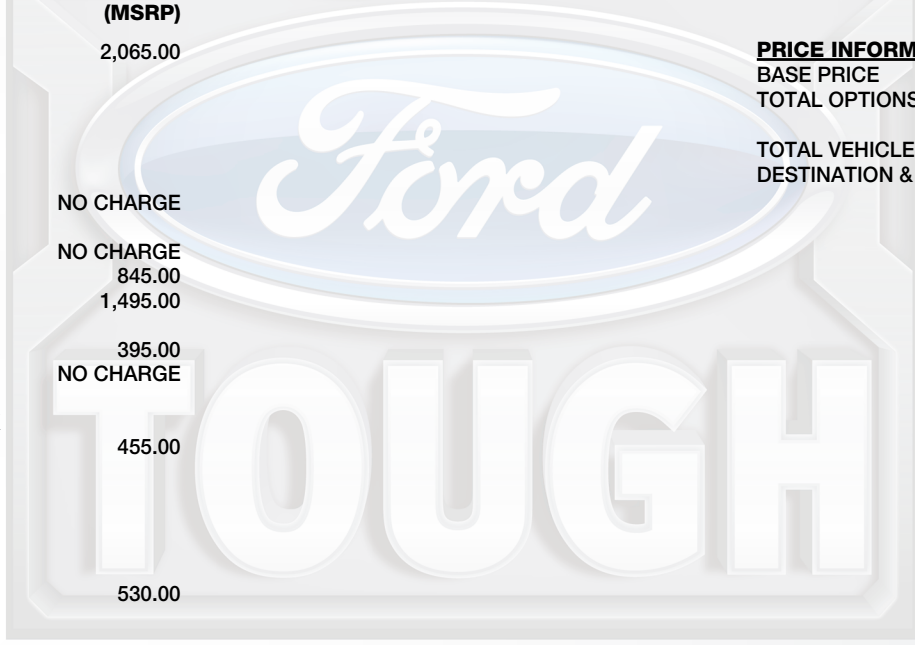 (MSRP)
2,065.00
NO CHARGE
NO CHARGE
845.00
1,495.00
395.00
NO CHARGE
455.00
530.00
PRICE INFORM
BASE PRICE
TOTAL OPTIONS
TOTAL VEHICLE
DESTINATION &
Ford
TOUGH